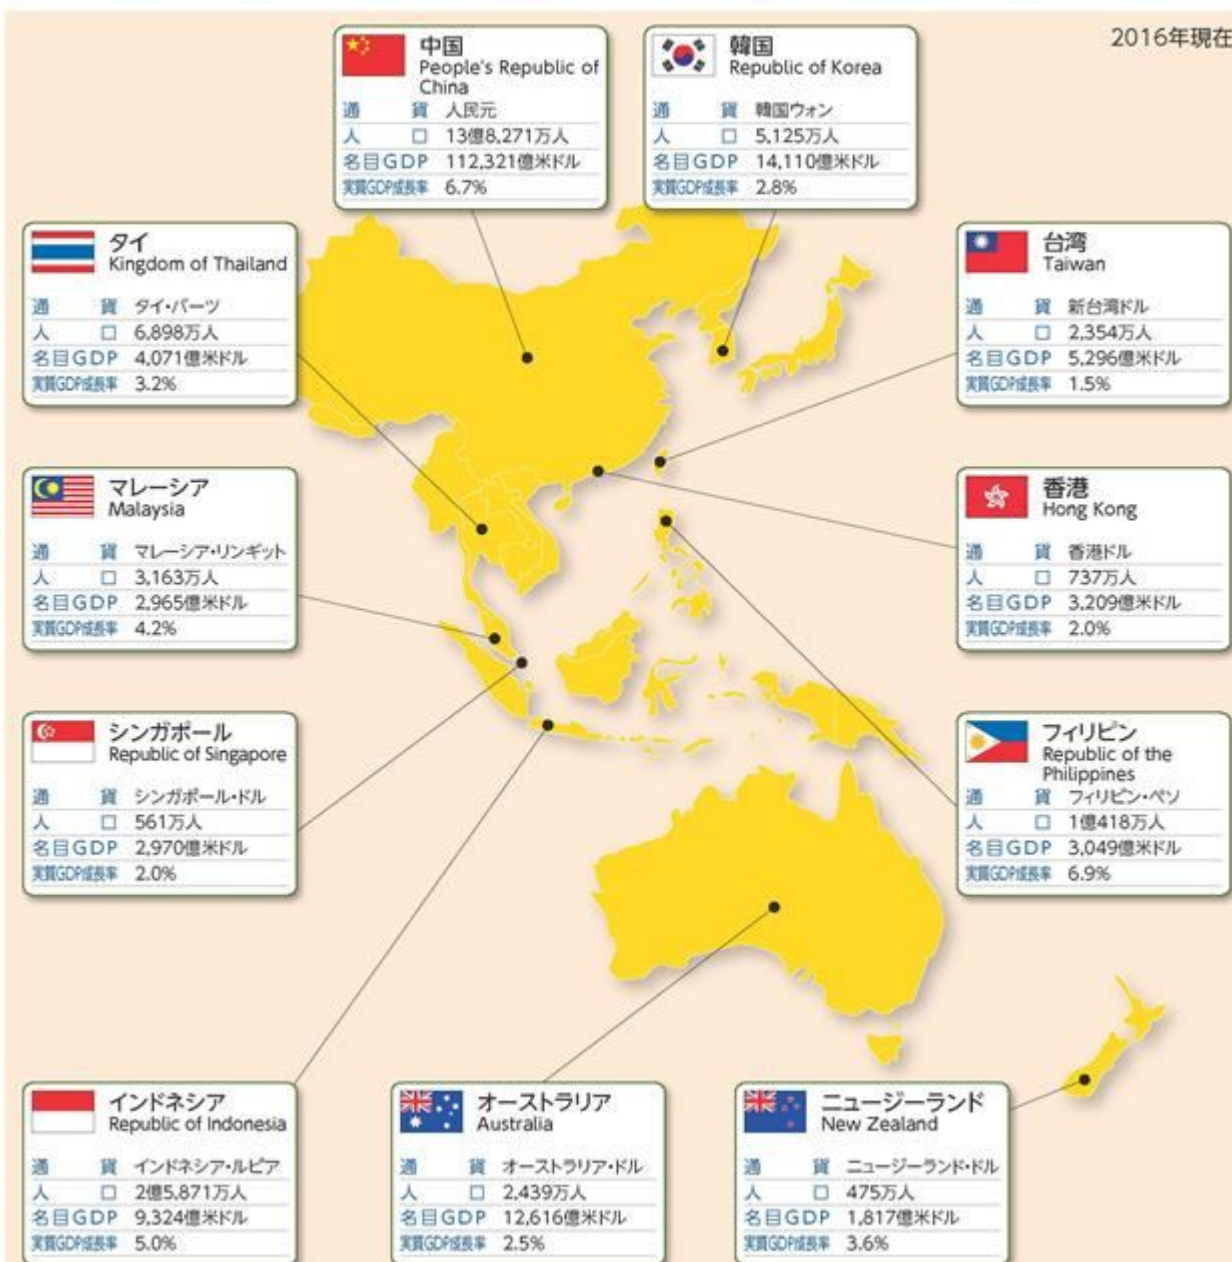 2016年現在
中国
People's Republic of
China
通貨 人民元
人口 13億8,271万人
名目GDP 112,321億米ドル
実質GDP成長率 6.7%
韓国
Republic of Korea
通貨 韓国ウォン
人口 5,125万人
名目GDP 14,110億米ドル
実質GDP成長率 2.8%
タイ
Kingdom of Thailand
通貨 タイ・バーツ
人口 6,898万人
名目GDP 4,071億米ドル
実質GDP成長率 3.2%
台湾
Taiwan
通貨 新台湾ドル
人口 2,354万人
名目GDP 5,296億米ドル
実質GDP成長率 1.5%
マレーシア
Malaysia
通貨 マレーシア・リンギット
人口 3,163万人
名目GDP 2,965億米ドル
実質GDP成長率 4.2%
香港
Hong Kong
通貨 香港ドル
人口 737万人
名目GDP 3,209億米ドル
実質GDP成長率 2.0%
シンガポール
Republic of Singapore
通貨 シンガポール・ドル
人口 561万人
名目GDP 2,970億米ドル
実質GDP成長率 2.0%
フィリピン
Republic of the
Philippines
通貨 フィリピン・ペソ
人口 1億418万人
名目GDP 3,049億米ドル
実質GDP成長率 6.9%
インドネシア
Republic of Indonesia
通貨 インドネシア・ルピア
人口 2億5,871万人
名目GDP 9,324億米ドル
実質GDP成長率 5.0%
オーストラリア
Australia
通貨 オーストラリア・ドル
人口 2,439万人
名目GDP 12,616億米ドル
実質GDP成長率 2.5%
ニュージーランド
New Zealand
通貨 ニュージーランド・ドル
人口 475万人
名目GDP 1,817億米ドル
実質GDP成長率 3.6%